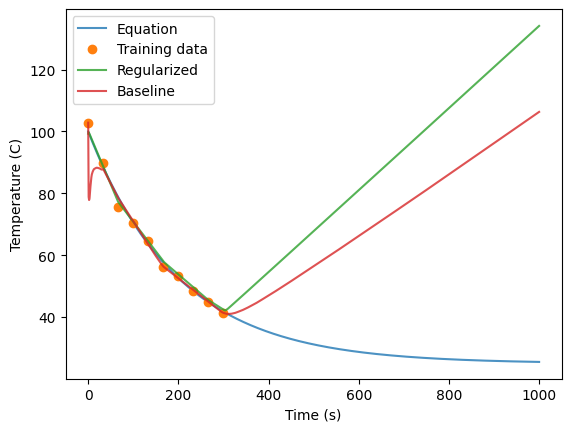 Equation
Training data
Regularized
Baseline
Temperature (C)
120
100
80
60
40
0
200
400
600
800
1000
Time (s)